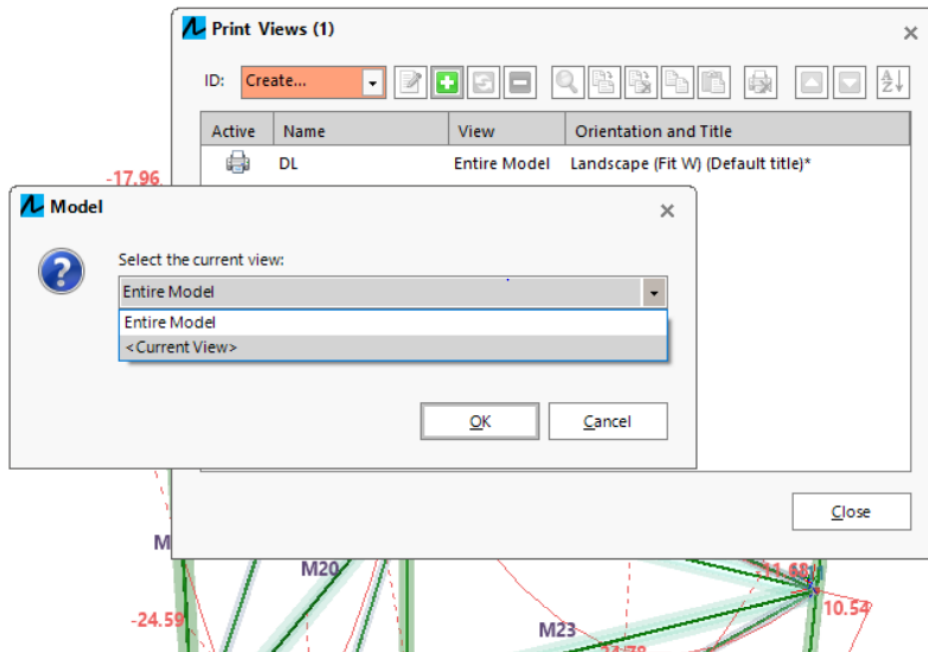 Print Views (1)
ID: Create...
Active Name View Orientation and Title
DL Entire Model Landscape (Fit W) (Default title)*
-17.96
Model
Select the current view:
Entire Model
Entire Model
<Current View>
OK Cancel
Close
M
M20
-11.68
-24.59
10.54
M23